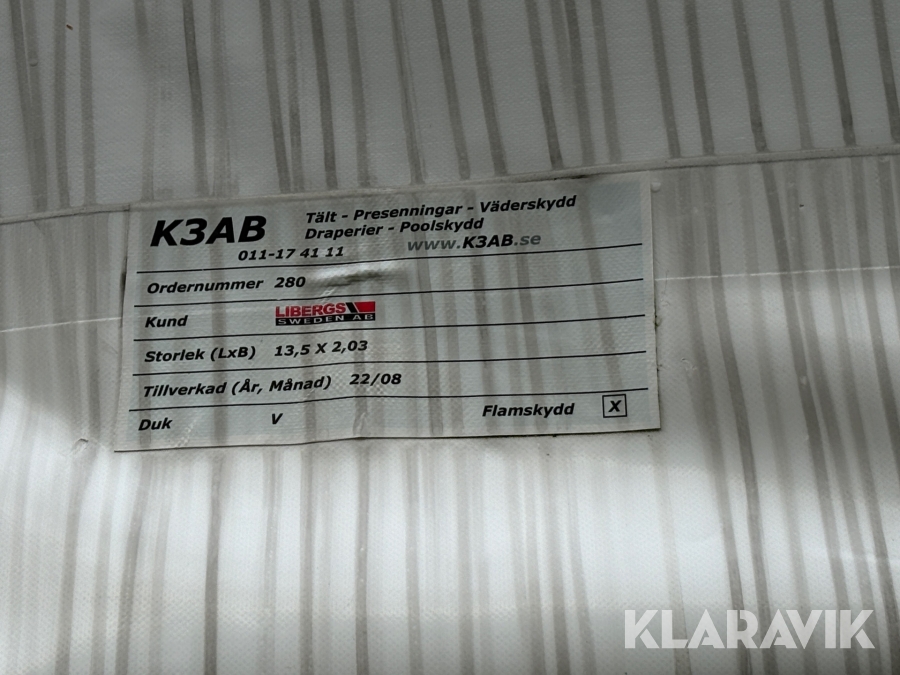 K3AB
Tält - Presenningar - Väderskydd
Draperier - Poolskydd
011-17 41 11
www.K3AB.se
Ordernummer 280
Kund LIBERGS SWEDEN AB
Storlek (LxB) 13,5 X 2,03
Tillverkad (År, Månad) 22/08
Duk V Flamskydd X
KLARAVIK